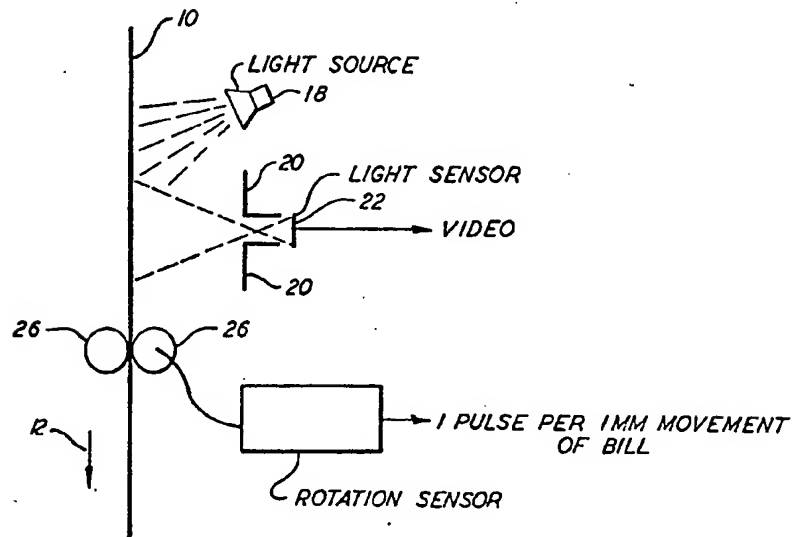 10
LIGHT SOURCE
18
20
LIGHT SENSOR
22
VIDEO
20
26
26
12
1 PULSE PER 1MM MOVEMENT
OF BILL
ROTATION SENSOR